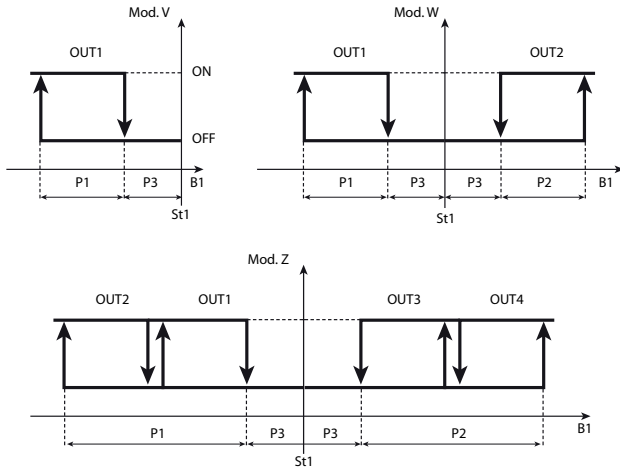 Mod. V
OUT1
ON
OFF
P1 P3 B1
St1
Mod. W
OUT1 OUT2
P1 P3 P3 P2 B1
St1
Mod. Z
OUT2 OUT1 OUT3 OUT4
P1 P3 P3 P2 B1
St1